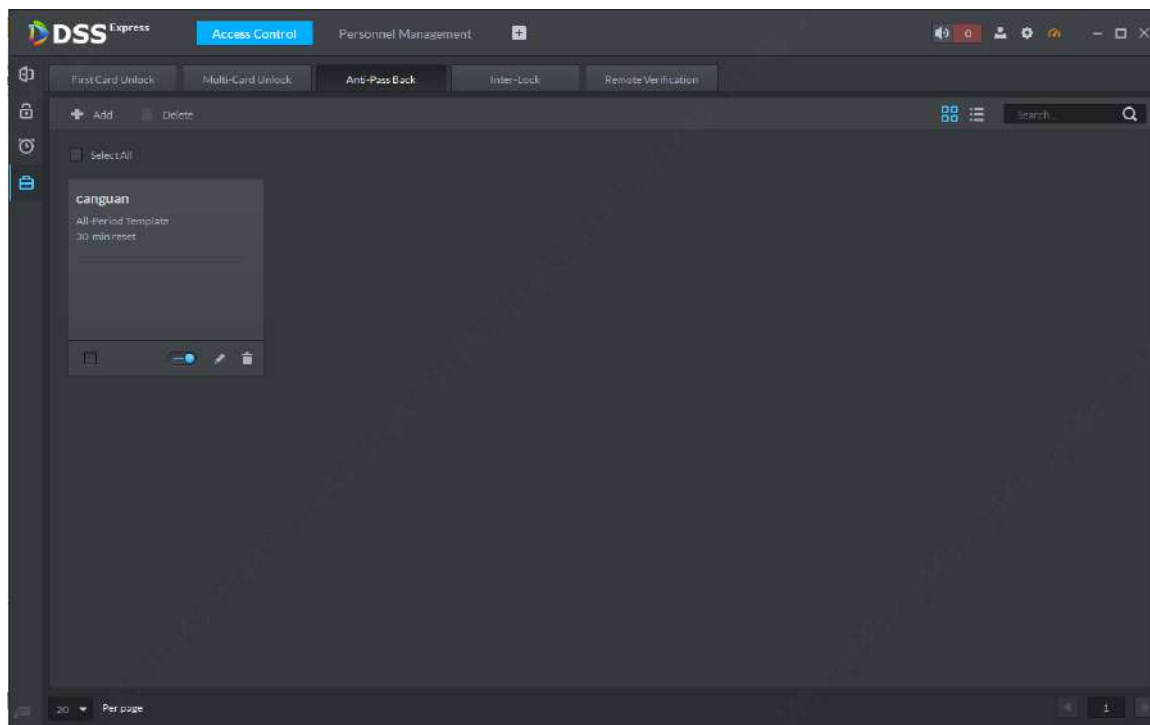 DSS Express Access Control Personnel Management 0
First Card Unlock Multi-Card Unlock Anti-Pass Back Inter-Lock Remote Verification
Add Delete Search...
Select All
canguan
All-Period Template
30 min reset
20 Per page 1